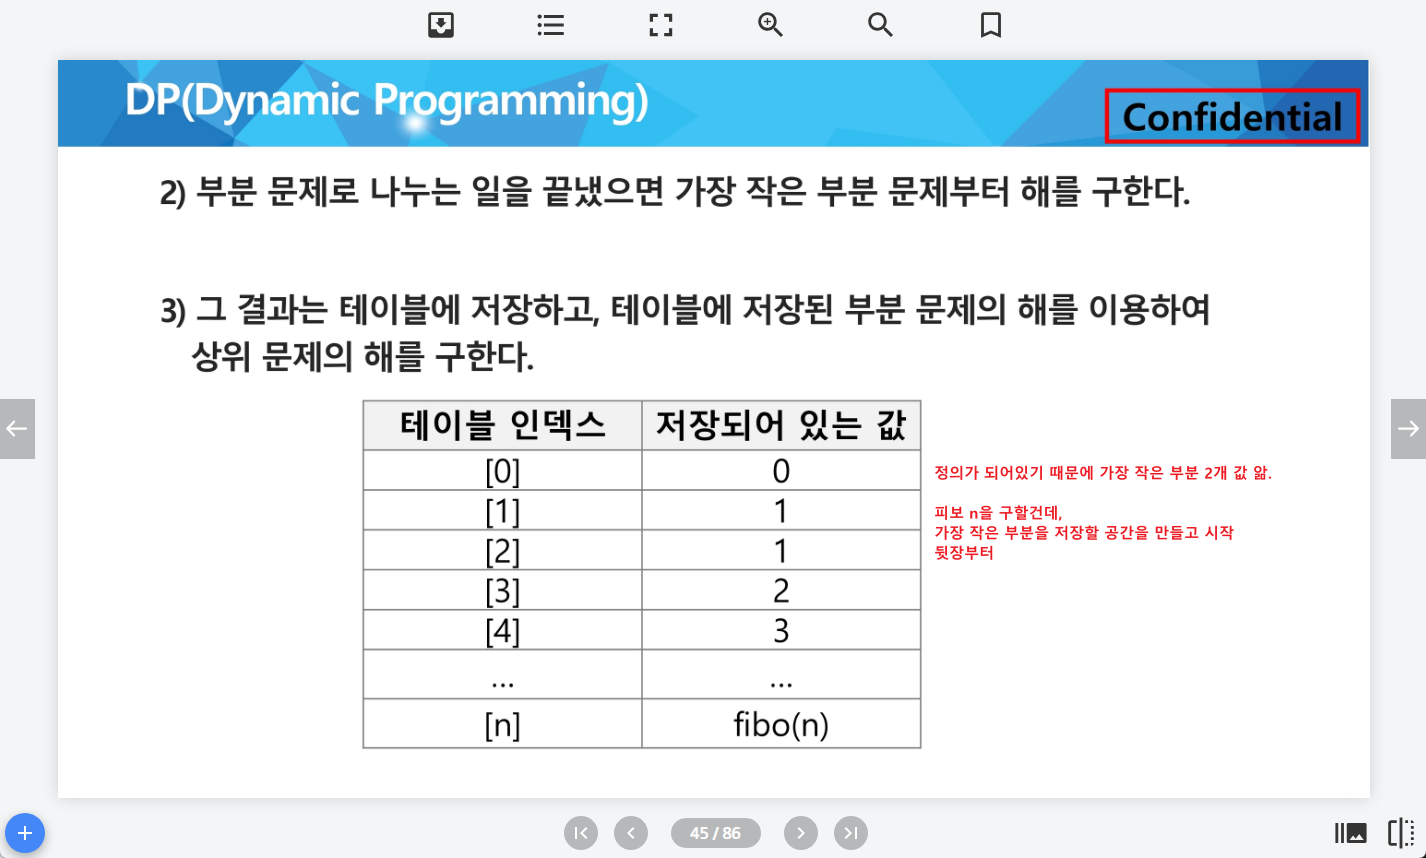 DP(Dynamic Programming)
Confidential
2) 부분 문제로 나누는 일을 끝냈으면 가장 작은 부분 문제부터 해를 구한다.
3) 그 결과는 테이블에 저장하고, 테이블에 저장된 부분 문제의 해를 이용하여
상위 문제의 해를 구한다.
테이블 인덱스 저장되어 있는 값
[0] 0
[1] 1
[2] 1
[3] 2
[4] 3
... ...
[n] fibo(n)
정의가 되어있기 때문에 가장 작은 부분 2개 값 앎.
피보 n을 구할건데,
가장 작은 부분을 저장할 공간을 만들고 시작
뒷장부터
45 / 86